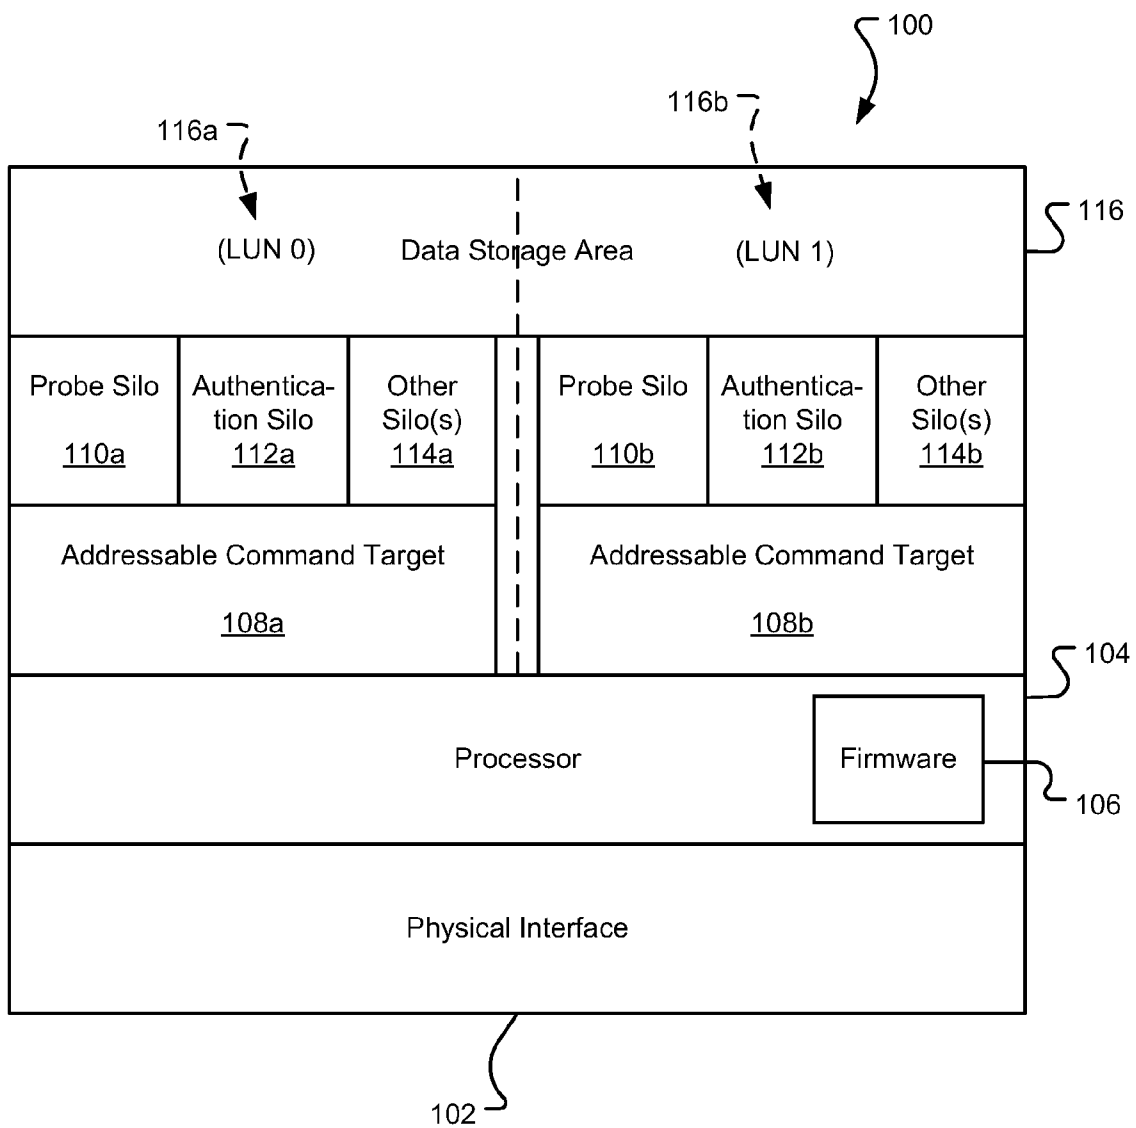 100
116b
116a
116
(LUN 0)
Data Storage Area
(LUN 1)
Probe Silo
110a
Authentica-
tion Silo
112a
Other
Silo(s)
114a
Probe Silo
110b
Authentica-
tion Silo
112b
Other
Silo(s)
114b
Addressable Command Target
108a
Addressable Command Target
108b
104
Processor
Firmware
106
Physical Interface
102